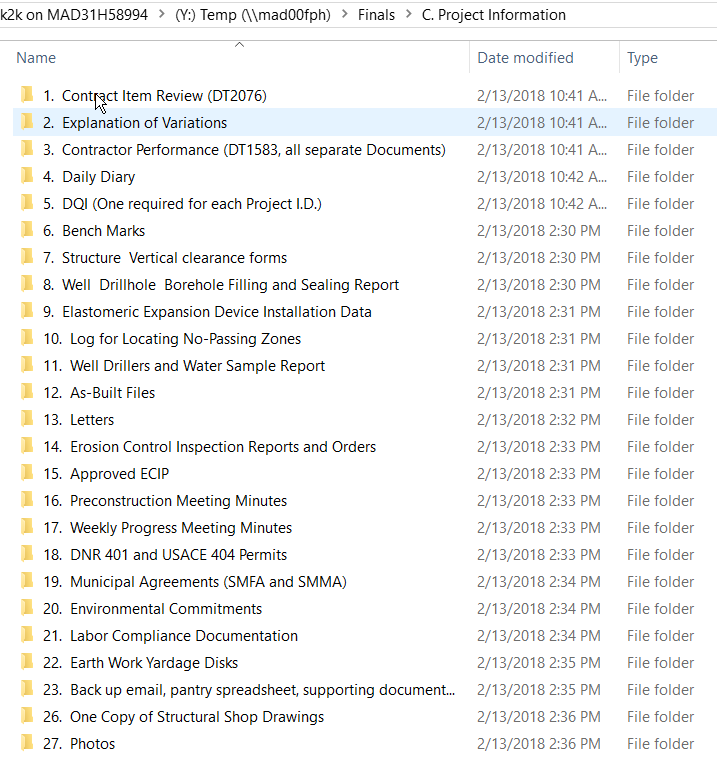 k2k on MAD31H58994 > (Y:) Temp (\\mad00fph) > Finals > C. Project Information
Name Date modified Type
1. Contract Item Review (DT2076) 2/13/2018 10:41 A... File folder
2. Explanation of Variations 2/13/2018 10:41 A... File folder
3. Contractor Performance (DT1583, all separate Documents) 2/13/2018 10:41 A... File folder
4. Daily Diary 2/13/2018 10:42 A... File folder
5. DQI (One required for each Project I.D.) 2/13/2018 10:42 A... File folder
6. Bench Marks 2/13/2018 2:30 PM File folder
7. Structure Vertical clearance forms 2/13/2018 2:30 PM File folder
8. Well Drillhole Borehole Filling and Sealing Report 2/13/2018 2:30 PM File folder
9. Elastomeric Expansion Device Installation Data 2/13/2018 2:31 PM File folder
10. Log for Locating No-Passing Zones 2/13/2018 2:31 PM File folder
11. Well Drillers and Water Sample Report 2/13/2018 2:31 PM File folder
12. As-Built Files 2/13/2018 2:31 PM File folder
13. Letters 2/13/2018 2:32 PM File folder
14. Erosion Control Inspection Reports and Orders 2/13/2018 2:33 PM File folder
15. Approved ECIP 2/13/2018 2:33 PM File folder
16. Preconstruction Meeting Minutes 2/13/2018 2:33 PM File folder
17. Weekly Progress Meeting Minutes 2/13/2018 2:33 PM File folder
18. DNR 401 and USACE 404 Permits 2/13/2018 2:33 PM File folder
19. Municipal Agreements (SMFA and SMMA) 2/13/2018 2:34 PM File folder
20. Environmental Commitments 2/13/2018 2:34 PM File folder
21. Labor Compliance Documentation 2/13/2018 2:34 PM File folder
22. Earth Work Yardage Disks 2/13/2018 2:35 PM File folder
23. Back up email, pantry spreadsheet, supporting document... 2/13/2018 2:35 PM File folder
26. One Copy of Structural Shop Drawings 2/13/2018 2:36 PM File folder
27. Photos 2/13/2018 2:36 PM File folder